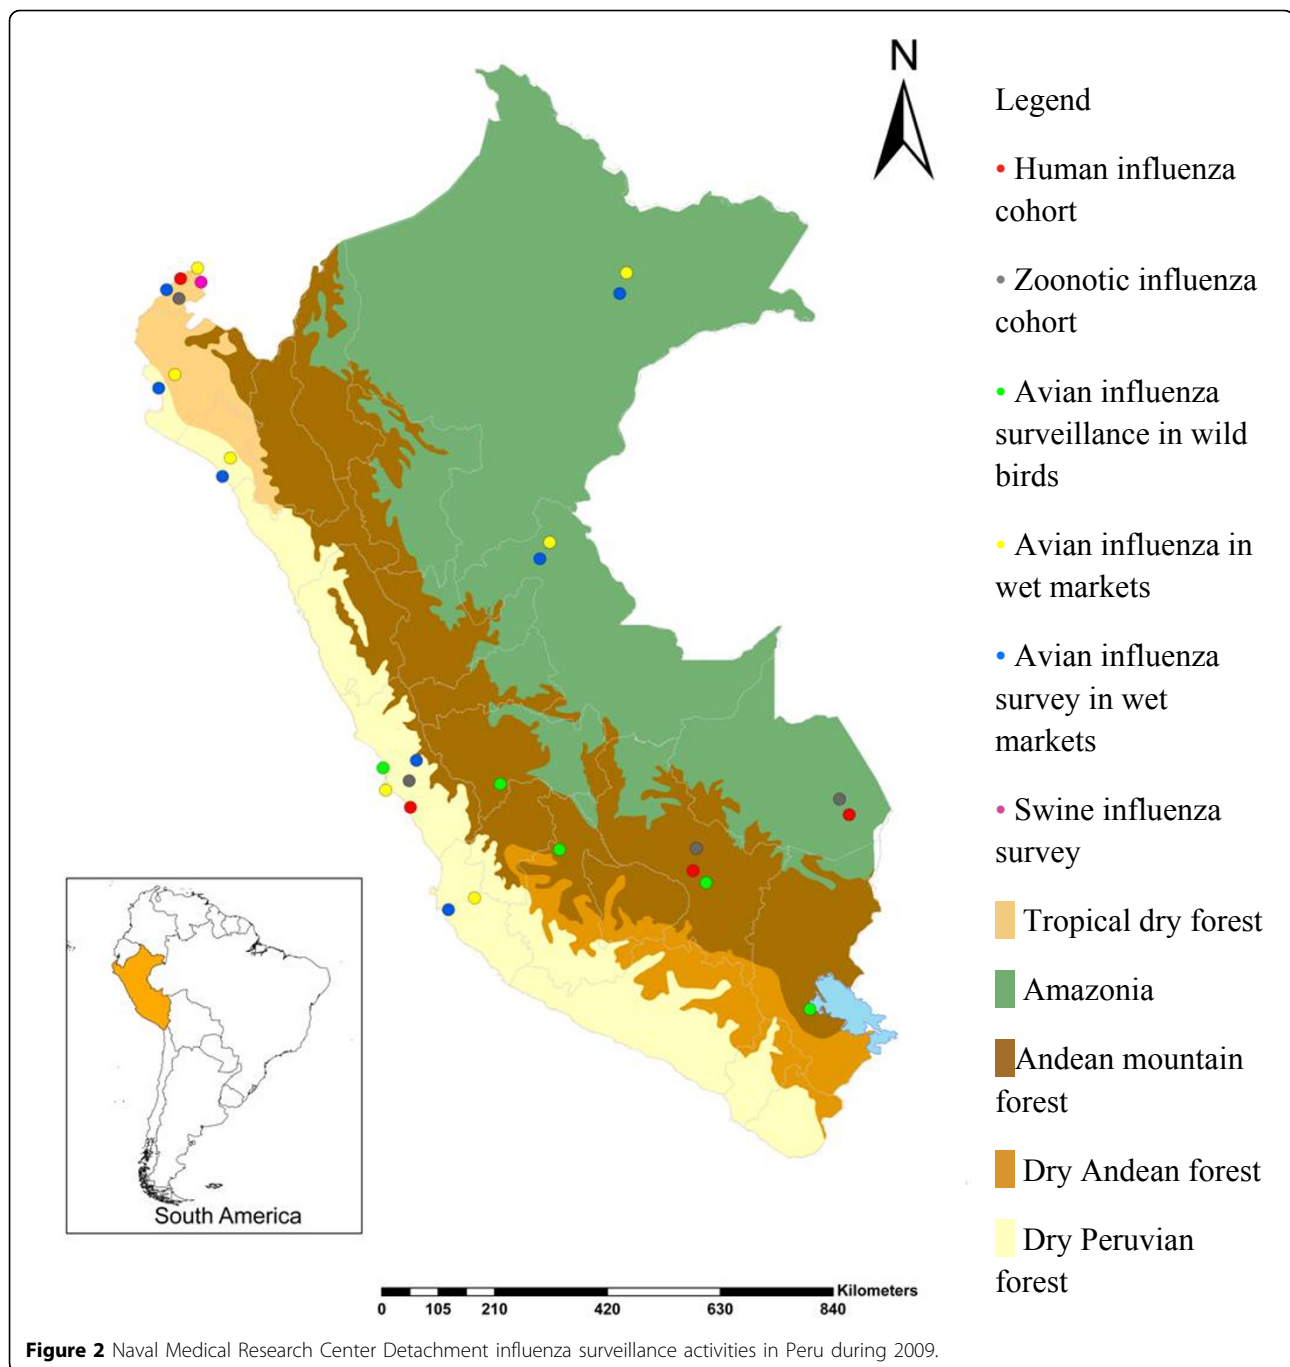 N
Legend
Human influenza
cohort
Zoonotic influenza
cohort
Avian influenza
surveillance in wild
birds
Avian influenza in
wet markets
Avian influenza
survey in wet
markets
Swine influenza
survey
Tropical dry forest
Amazonia
Andean mountain
forest
Dry Andean forest
Dry Peruvian
forest
South America
Kilometers
0 105 210 420 630 840
Figure 2 Naval Medical Research Center Detachment influenza surveillance activities in Peru during 2009.